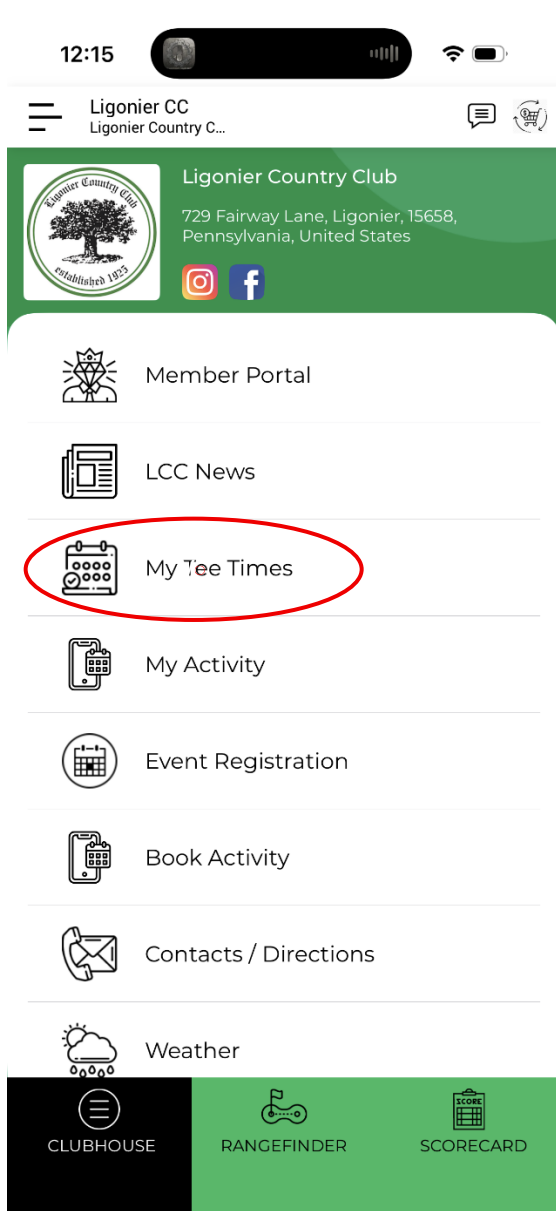 12:15
Ligonier CC
Ligonier Country C...
Ligonier Country Club
729 Fairway Lane, Ligonier, 15658,
Pennsylvania, United States
Ligonier Country Club
established 1925
Member Portal
LCC News
My Tee Times
My Activity
Event Registration
Book Activity
Contacts / Directions
Weather
SCORE
CLUBHOUSE
RANGEFINDER
SCORECARD